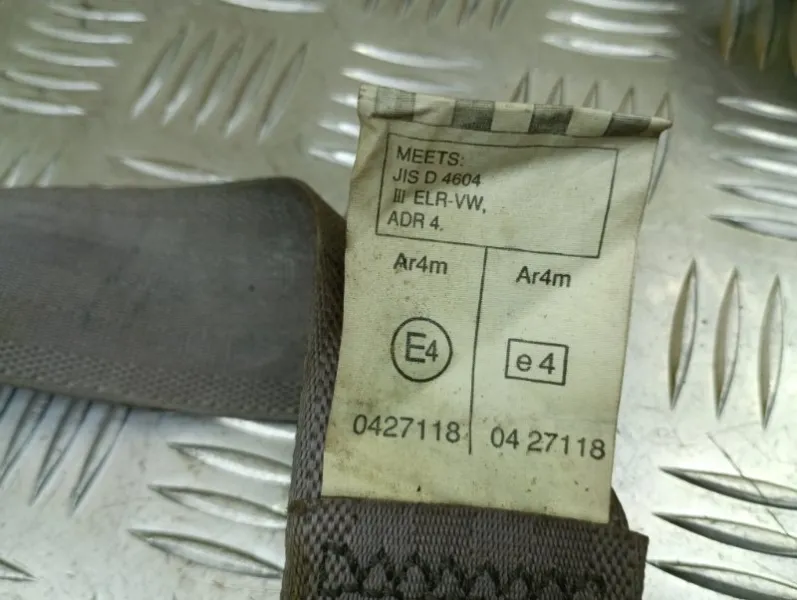 MEETS:
JIS D 4604
III ELR-VW,
ADR 4.
Ar4m
Ar4m
E4
e4
0427118
04 27118